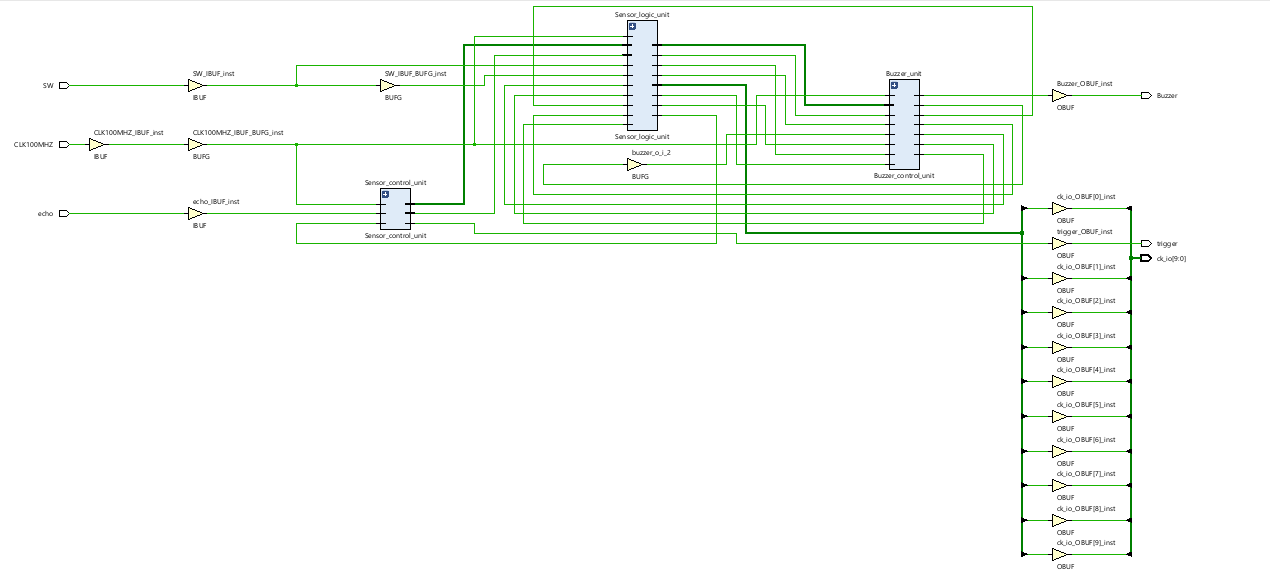 Sensor_logic_unit
Sensor_logic_unit
SW
SW_IBUF_inst
IBUF
SW_IBUF_BUFG_inst
BUFG
Buzzer_unit
Buzzer_control_unit
Buzzer_OBUF_inst
OBUF
Buzzer
CLK100MHZ
CLK100MHZ_IBUF_inst
IBUF
CLK100MHZ_IBUF_BUFG_inst
BUFG
buzzer_o_i_2
BUFG
Sensor_control_unit
Sensor_control_unit
echo
echo_IBUF_inst
IBUF
ck_io_OBUF[0]_inst
OBUF
trigger_OBUF_inst
OBUF
trigger
ck_io[9:0]
ck_io_OBUF[1]_inst
OBUF
ck_io_OBUF[2]_inst
OBUF
ck_io_OBUF[3]_inst
OBUF
ck_io_OBUF[4]_inst
OBUF
ck_io_OBUF[5]_inst
OBUF
ck_io_OBUF[6]_inst
OBUF
ck_io_OBUF[7]_inst
OBUF
ck_io_OBUF[8]_inst
OBUF
ck_io_OBUF[9]_inst
OBUF